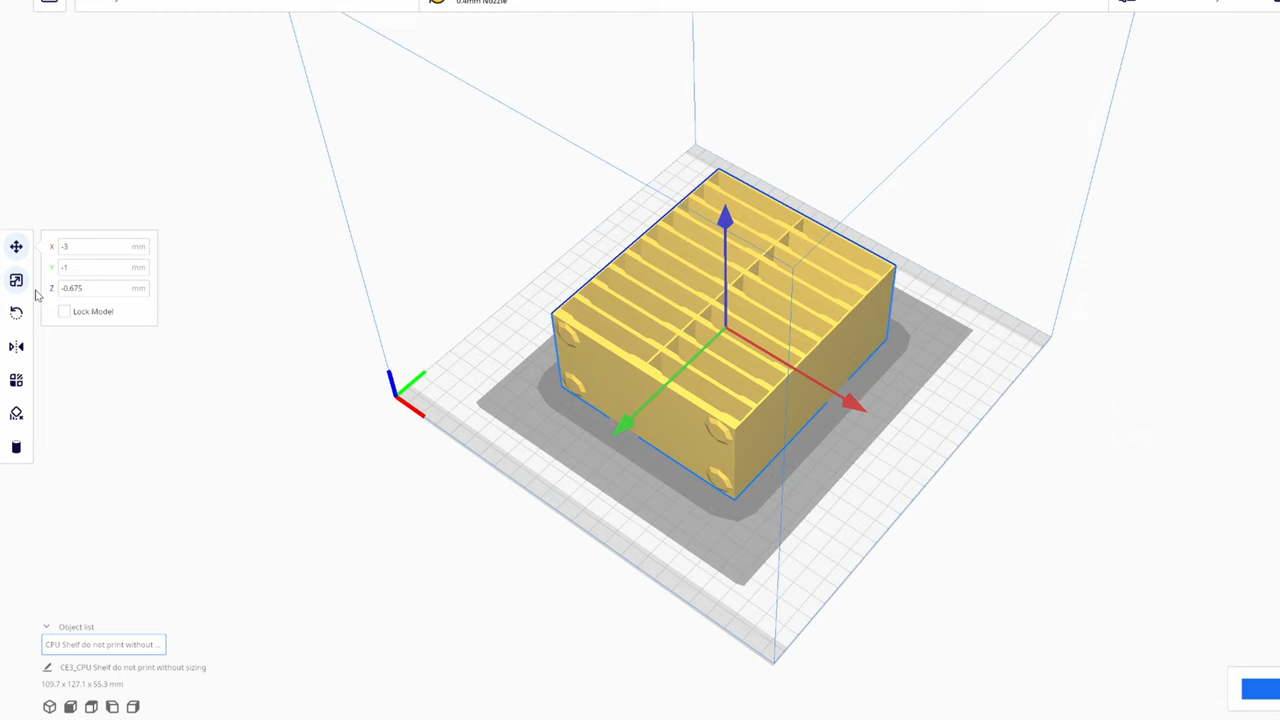 0.4mm Nozzle
X -3 mm
Y -1 mm
Z -0.675 mm
Lock Model
Object list
CPU Shelf do not print without ...
CE3_CPU Shelf do not print without sizing
109.7 x 127.1 x 55.3 mm